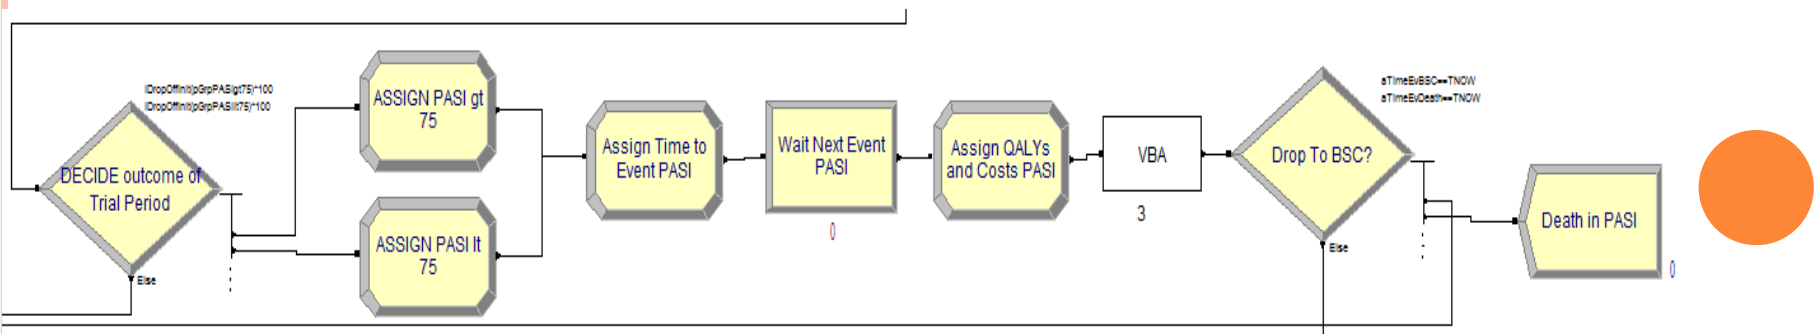 lDropOffInit(pGrpPASIgt75)*100
lDropOffInit(pGrpPASIlt75)*100
DECIDE outcome of
Trial Period
Else
ASSIGN PASI gt
75
ASSIGN PASI lt
75
Assign Time to
Event PASI
Wait Next Event
PASI
0
Assign QALYs
and Costs PASI
VBA
3
Drop To BSC?
aTimeEvBSC==TNOW
aTimeEvDeath==TNOW
Else
Death in PASI
0